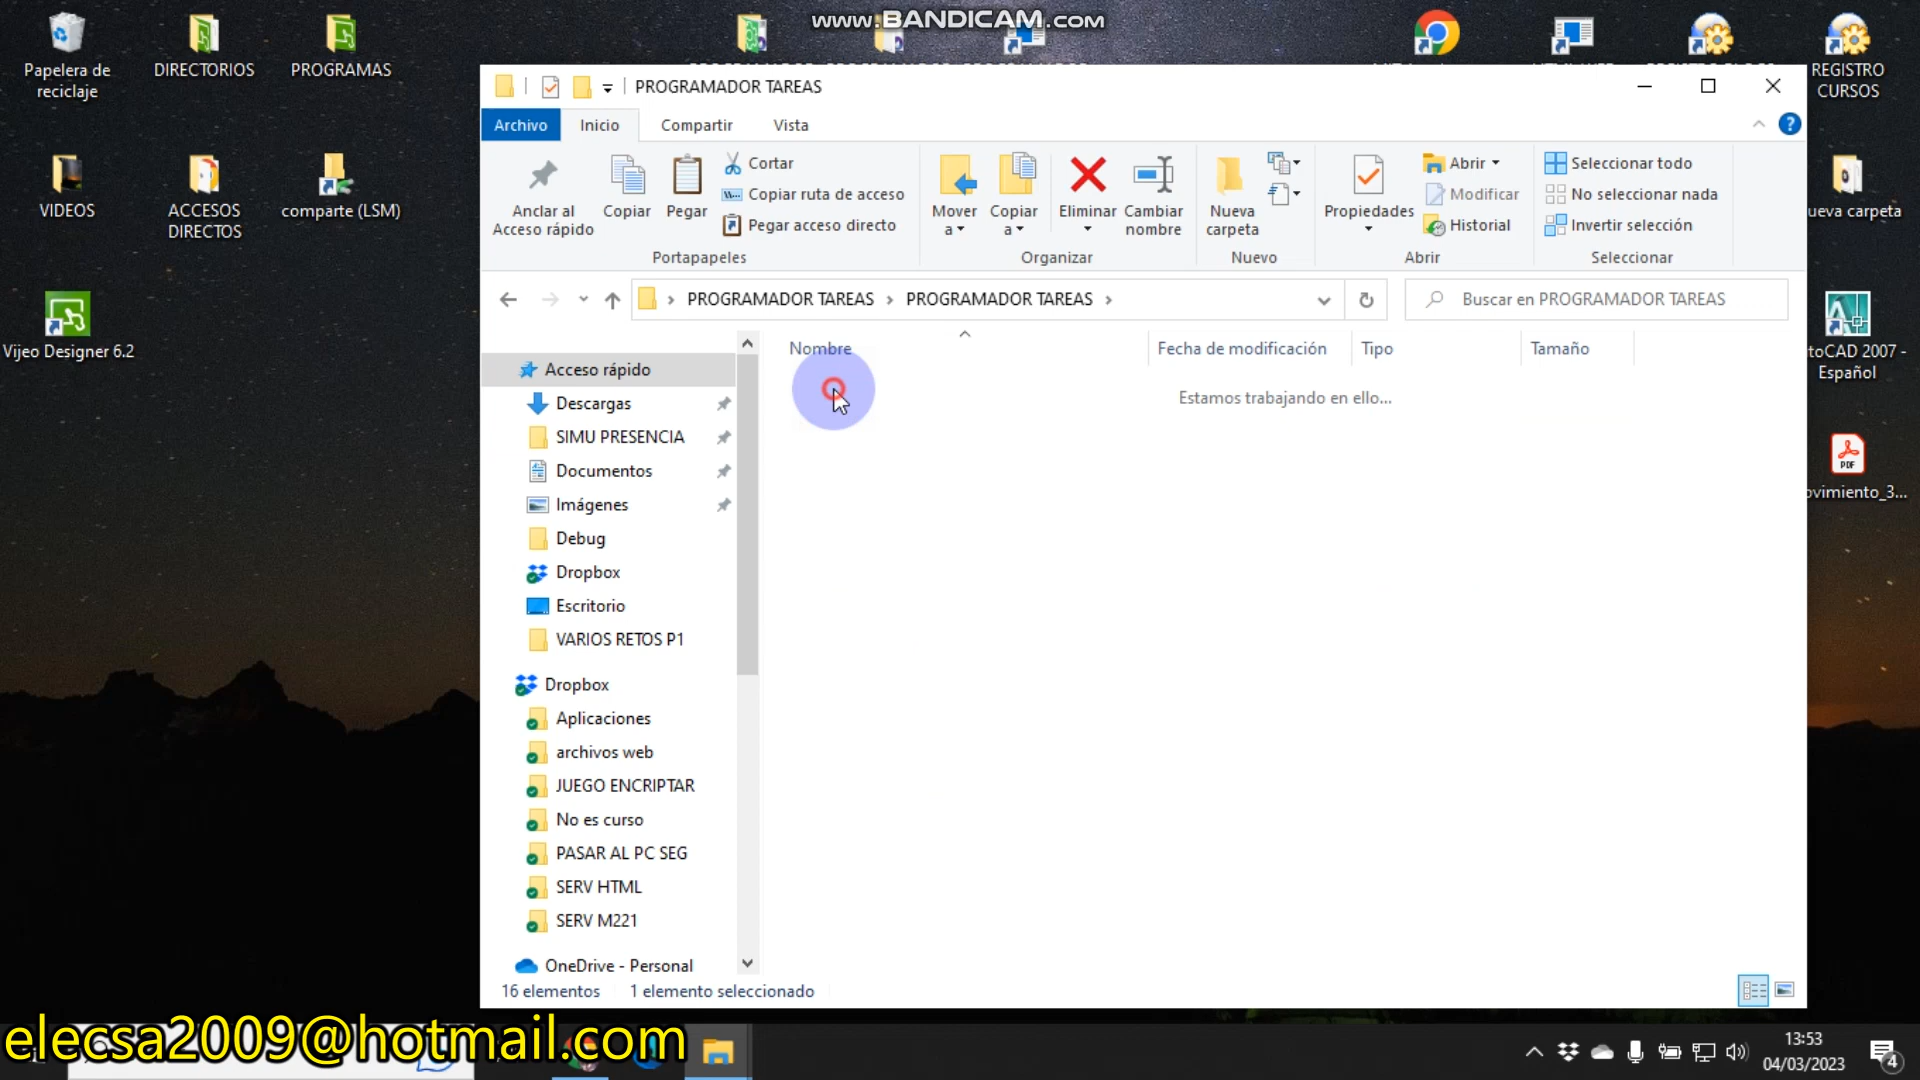 www.BANDICAM.com
Papelera de
reciclaje
DIRECTORIOS
PROGRAMAS
REGISTRO
CURSOS
VIDEOS
ACCESOS
DIRECTOS
comparte (LSM)
Vijeo Designer 6.2
ueva carpeta
toCAD 2007 -
Español
ovimiento_3...
PDF
PROGRAMADOR TAREAS
Archivo
Inicio
Compartir
Vista
Anclar al
Acceso rápido
Copiar
Pegar
Cortar
Copiar ruta de acceso
Pegar acceso directo
Portapapeles
Mover
a
Copiar
a
Eliminar
Cambiar
nombre
Organizar
Nueva
carpeta
Nuevo
Propiedades
Abrir
Modificar
Historial
Abrir
Seleccionar todo
No seleccionar nada
Invertir selección
Seleccionar
PROGRAMADOR TAREAS > PROGRAMADOR TAREAS >
Buscar en PROGRAMADOR TAREAS
Nombre
Fecha de modificación
Tipo
Tamaño
Estamos trabajando en ello...
Acceso rápido
Descargas
SIMU PRESENCIA
Documentos
Imágenes
Debug
Dropbox
Escritorio
VARIOS RETOS P1
Dropbox
Aplicaciones
archivos web
JUEGO ENCRIPTAR
No es curso
PASAR AL PC SEG
SERV HTML
SERV M221
OneDrive - Personal
16 elementos
1 elemento seleccionado
elecsa2009@hotmail.com
13:53
04/03/2023
4